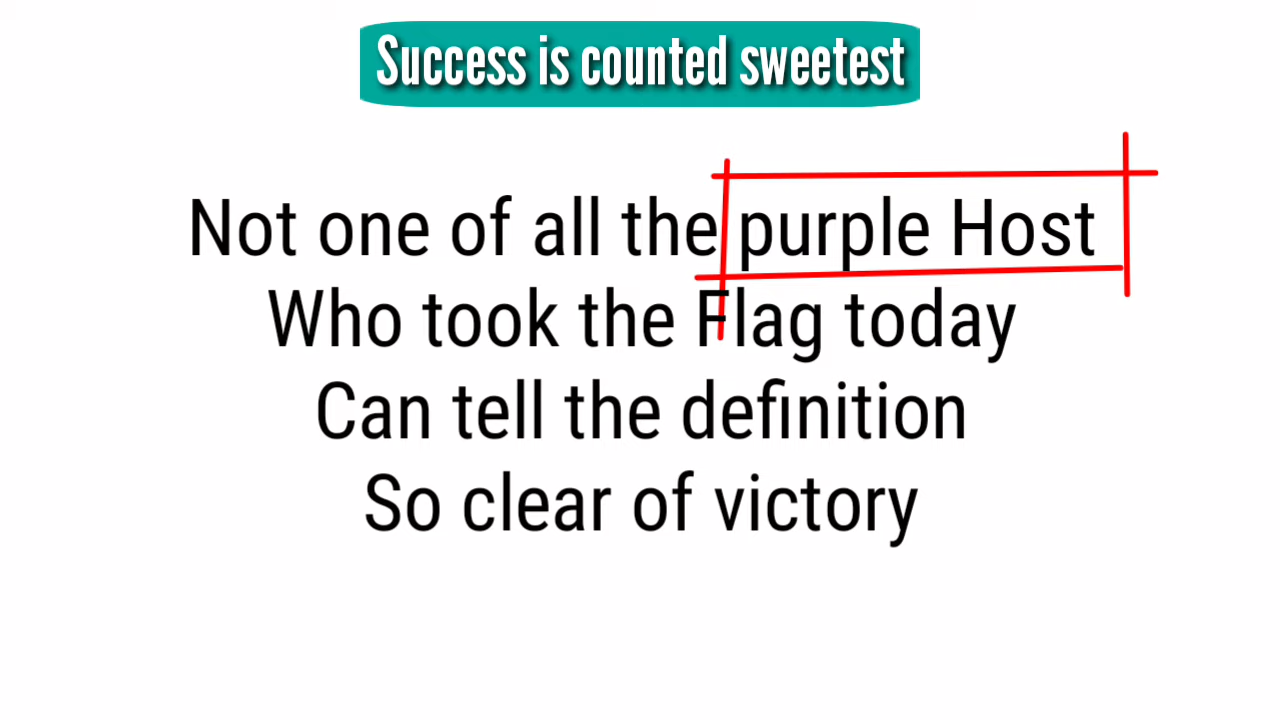 Success is counted sweetest
Not one of all the purple Host
Who took the Flag today
Can tell the definition
So clear of victory